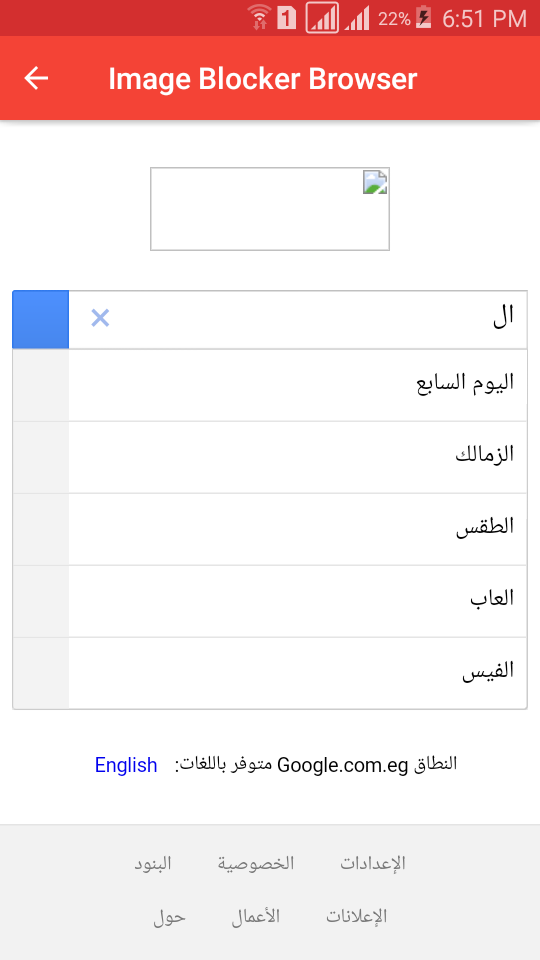 1 22% 6:51 PM
Image Blocker Browser
ال
اليوم السابع
الزمالك
الطقس
العاب
الفيس
النطاق Google.com.eg متوفر باللغات: English
الإعدادات الخصوصية البنود
الإعلانات الأعمال حول